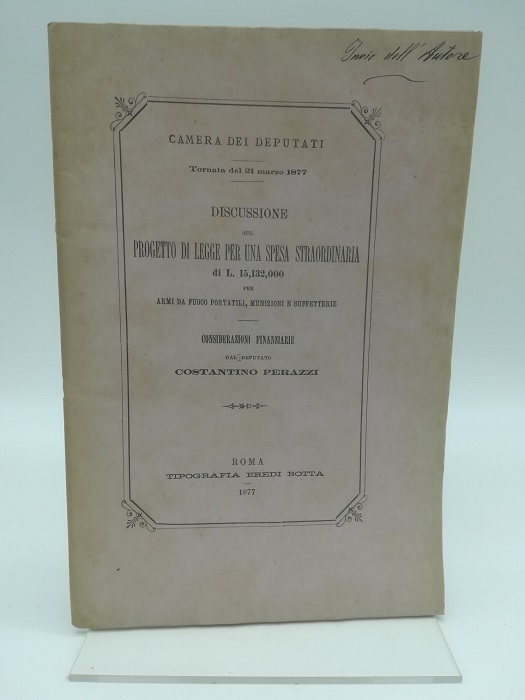 Invio dell'Autore
CAMERA DEI DEPUTATI
Tornata del 21 marzo 1877
DISCUSSIONE
SUL
PROGETTO DI LEGGE PER UNA SPESA STRAORDINARIA
di L. 15,132,000
PER
ARMI DA FUOCO PORTATILI, MUNIZIONI E BUFFETTERIE
CONSIDERAZIONI FINANZIARIE
DAL DEPUTATO
COSTANTINO PERAZZI
ROMA
TIPOGRAFIA EREDI BOTTA
1877